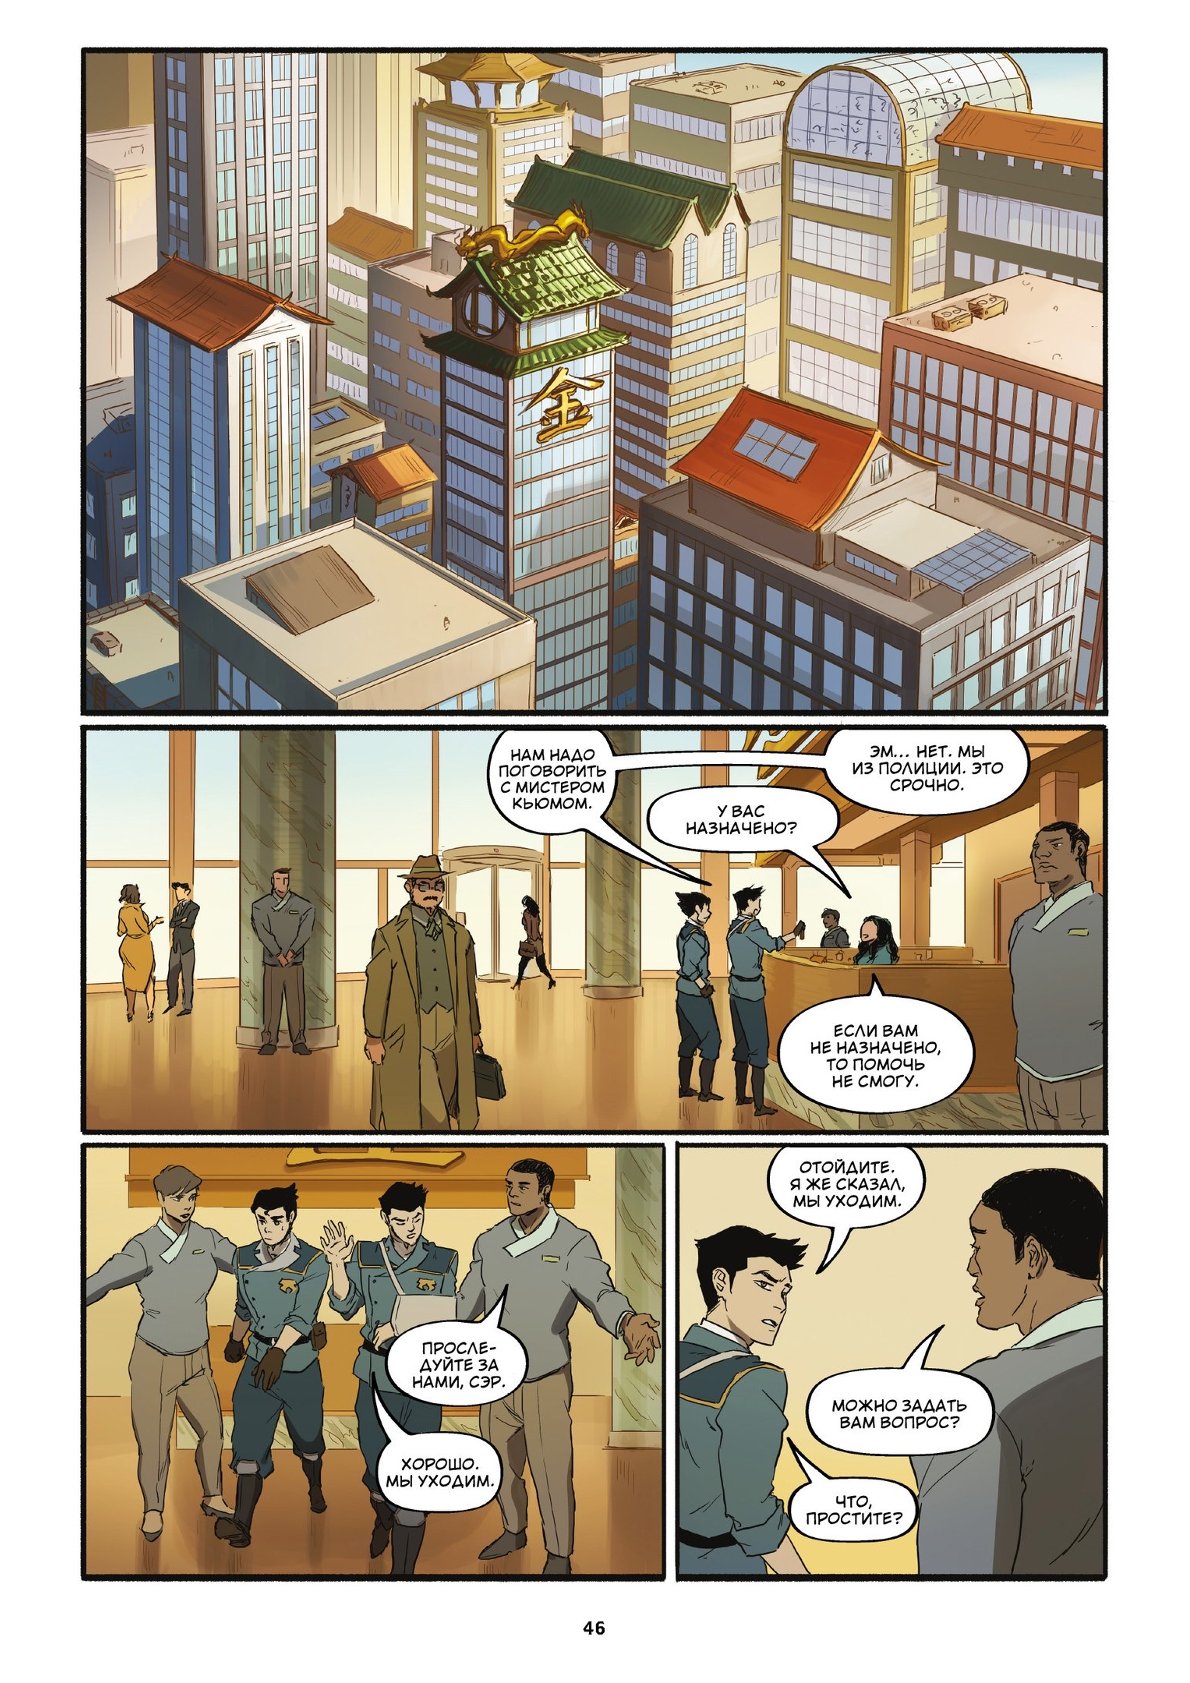 金
НАМ НАДО
ПОГОВОРИТЬ
С МИСТЕРОМ
КЬЮМОМ.
У ВАС
НАЗНАЧЕНО?
ЭМ... НЕТ. МЫ
ИЗ ПОЛИЦИИ. ЭТО
СРОЧНО.
ЕСЛИ ВАМ
НЕ НАЗНАЧЕНО,
ТО ПОМОЧЬ
НЕ СМОГУ.
ПРОСЛЕ-
ДУЙТЕ ЗА
НАМИ, СЭР.
ХОРОШО.
МЫ УХОДИМ.
ОТОЙДИТЕ.
Я ЖЕ СКАЗАЛ,
МЫ УХОДИМ.
МОЖНО ЗАДАТЬ
ВАМ ВОПРОС?
ЧТО,
ПРОСТИТЕ?
46